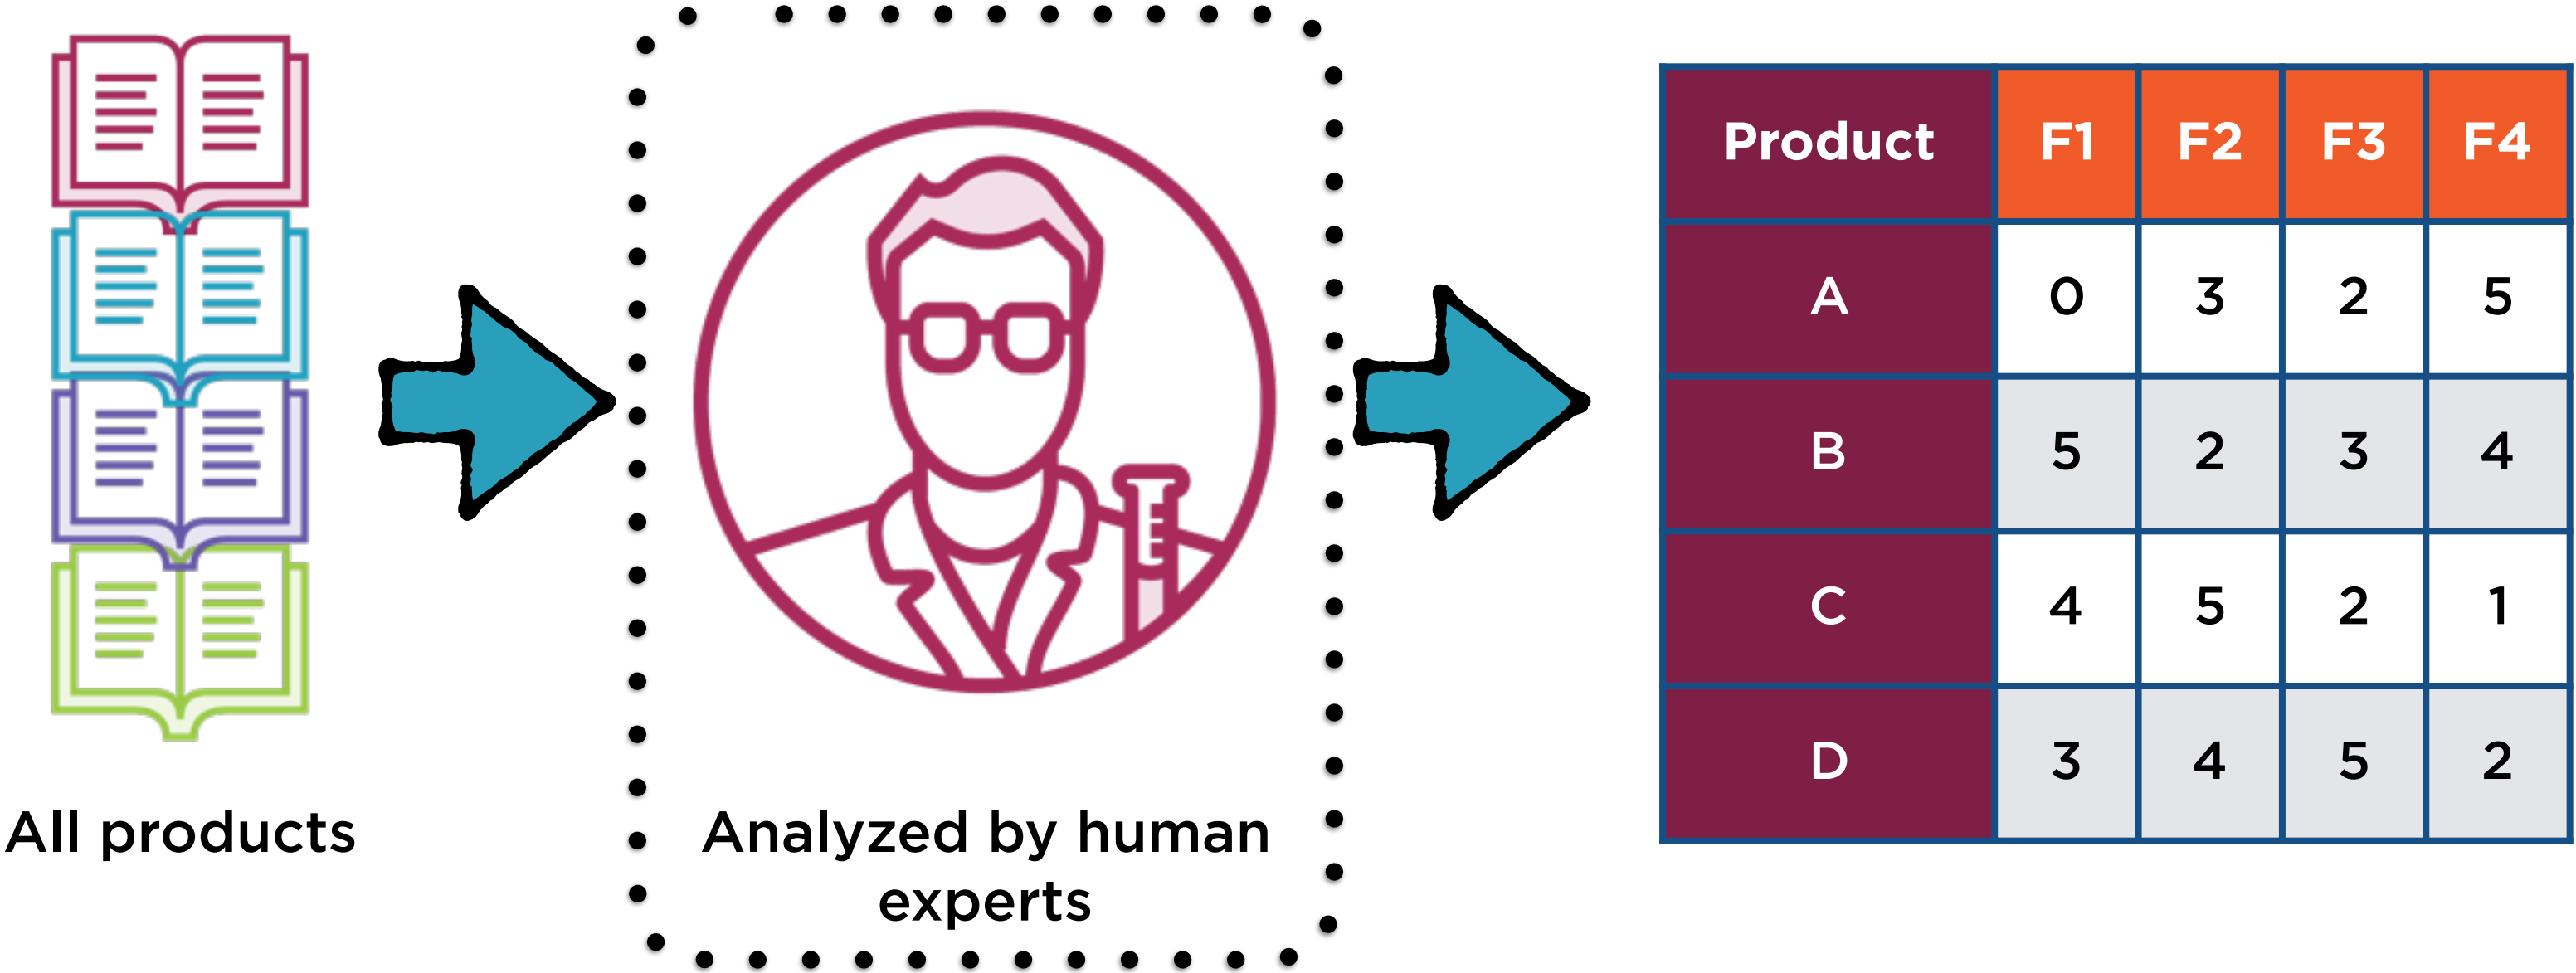 All products
Analyzed by human
experts
Product F1 F2 F3 F4
A 0 3 2 5
B 5 2 3 4
C 4 5 2 1
D 3 4 5 2